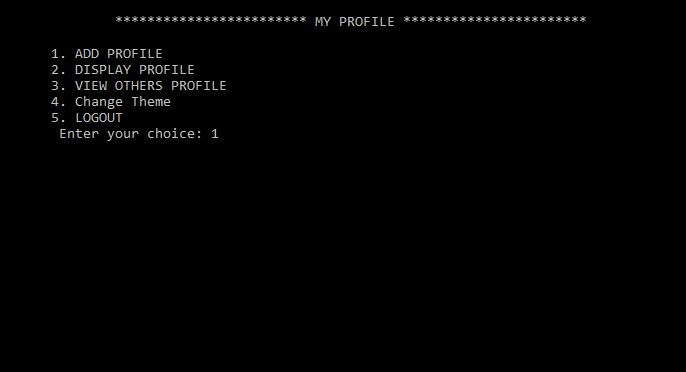 ************************ MY PROFILE ***********************
1. ADD PROFILE
2. DISPLAY PROFILE
3. VIEW OTHERS PROFILE
4. Change Theme
5. LOGOUT
Enter your choice: 1